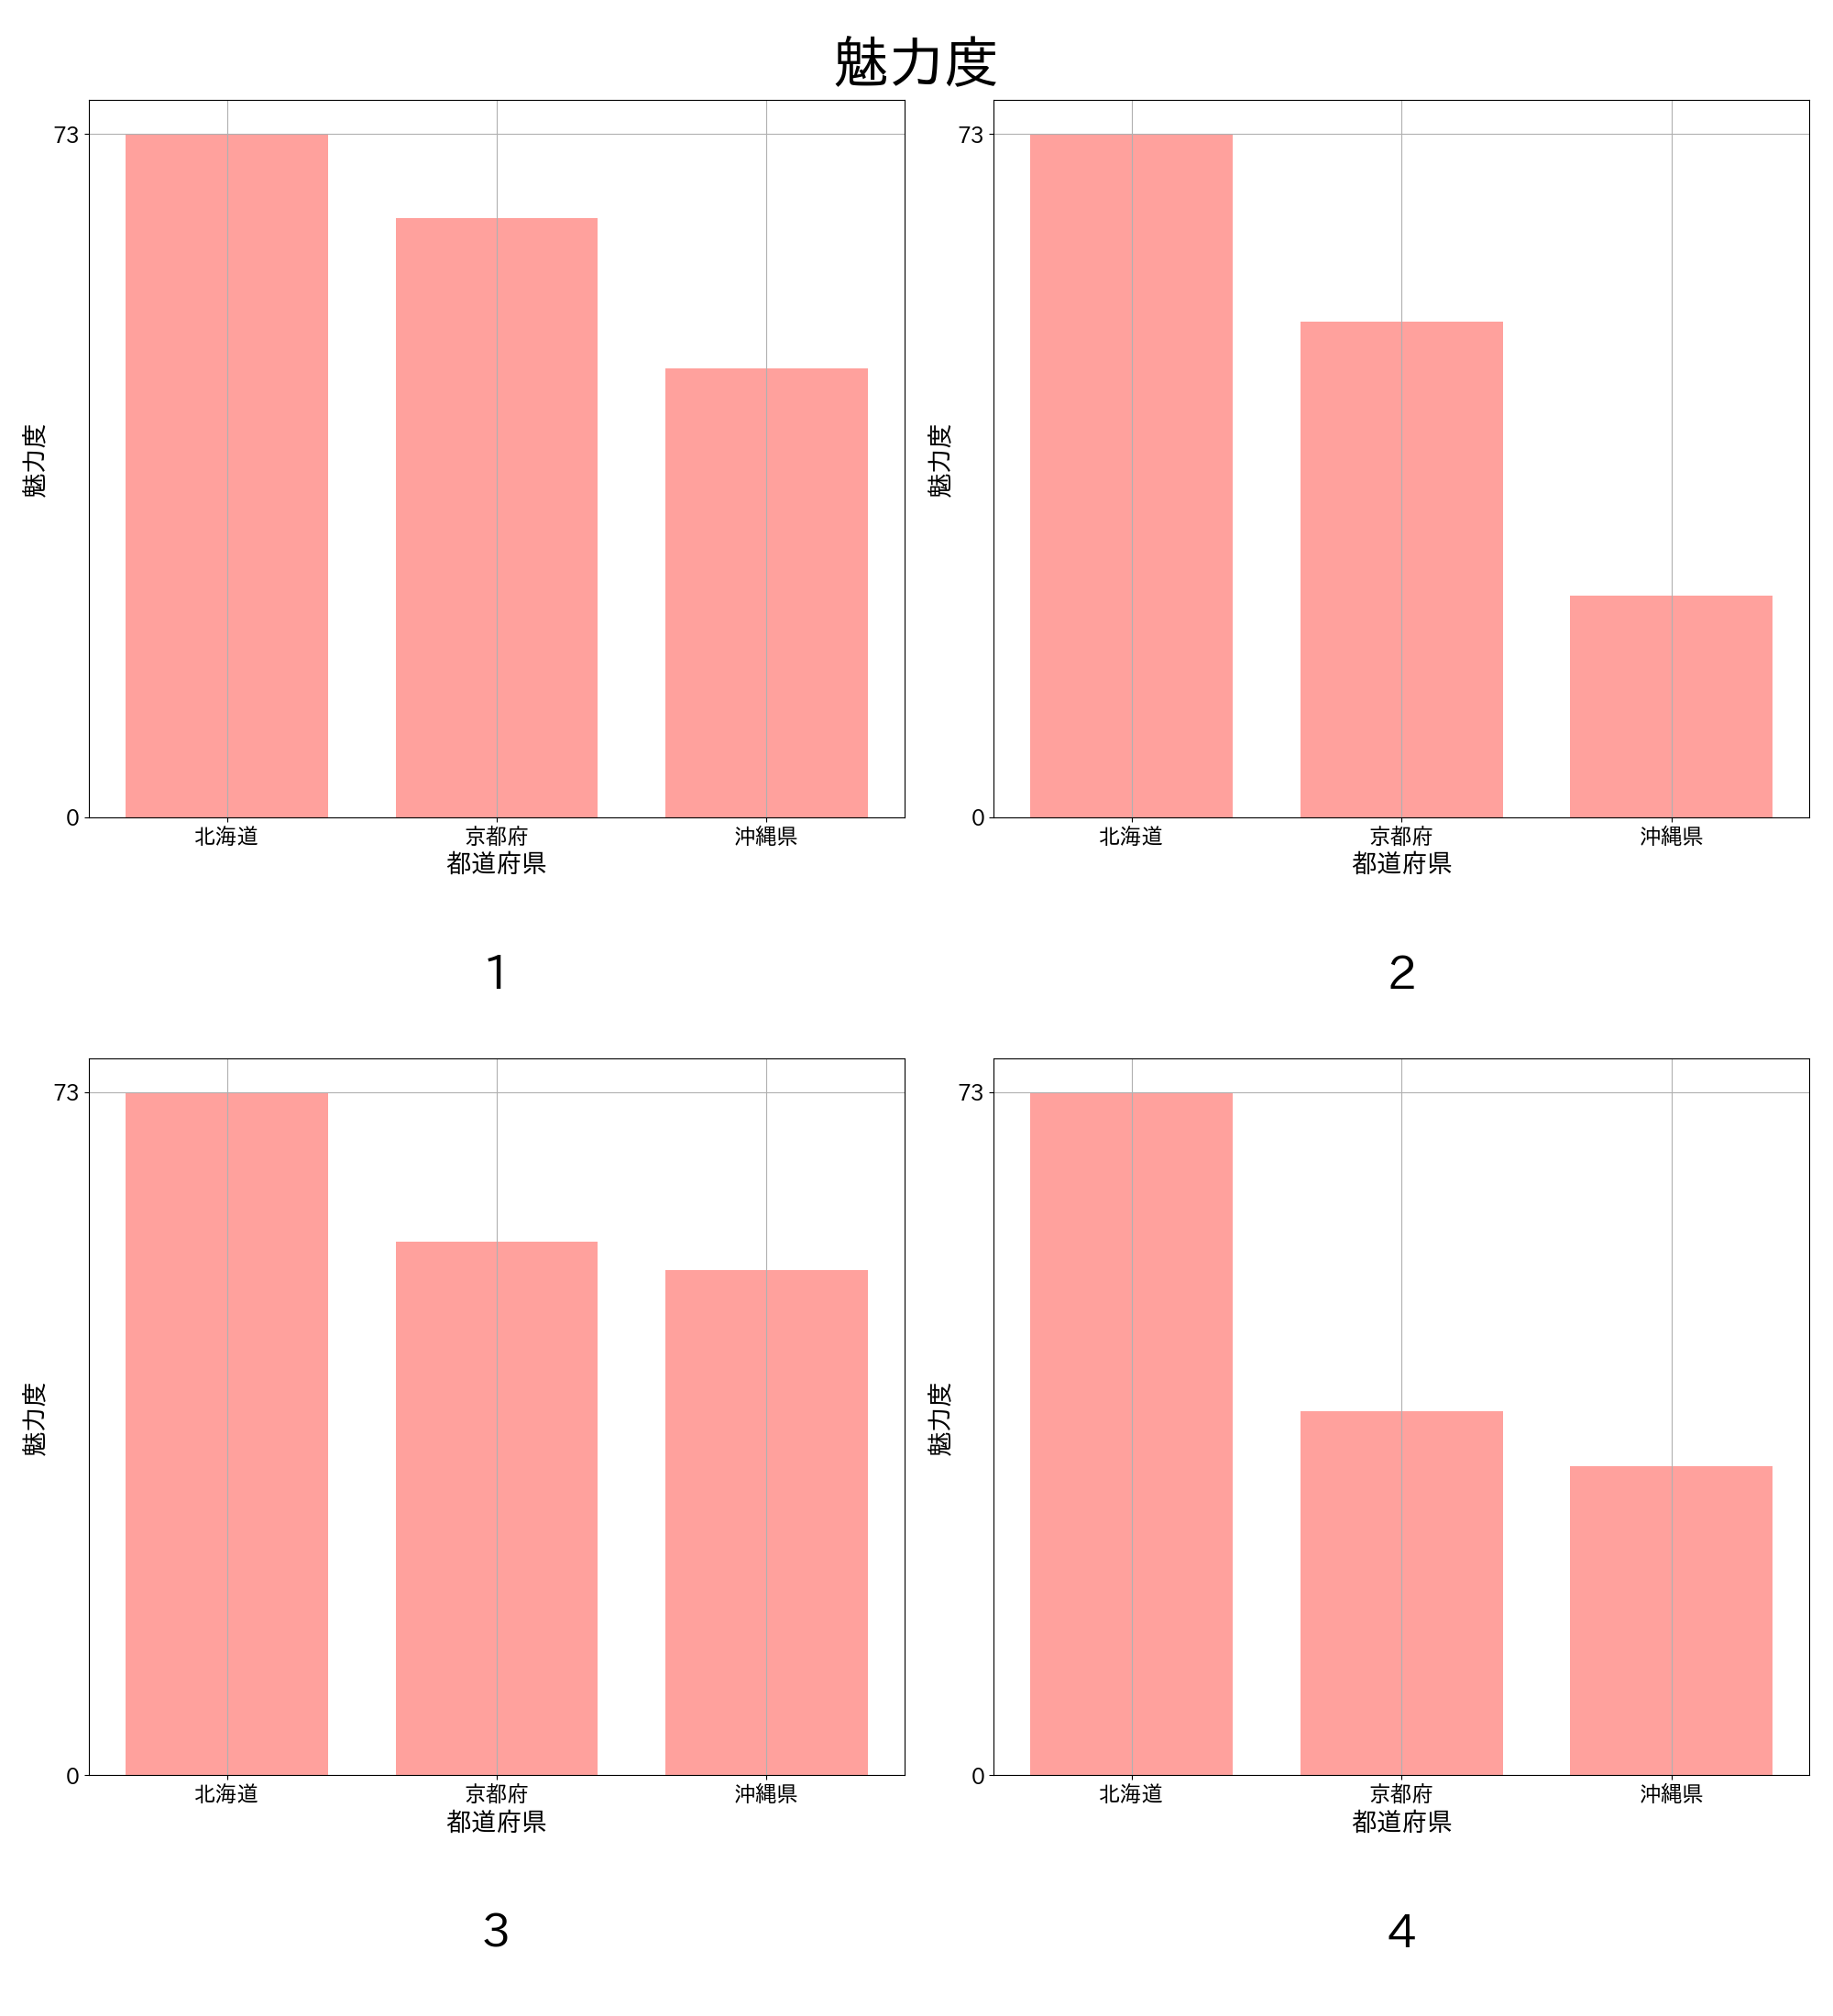 魅力度
73
0
魅力度
北海道 京都府 沖縄県
都道府県
1
73
0
魅力度
北海道 京都府 沖縄県
都道府県
2
73
0
魅力度
北海道 京都府 沖縄県
都道府県
3
73
0
魅力度
北海道 京都府 沖縄県
都道府県
4